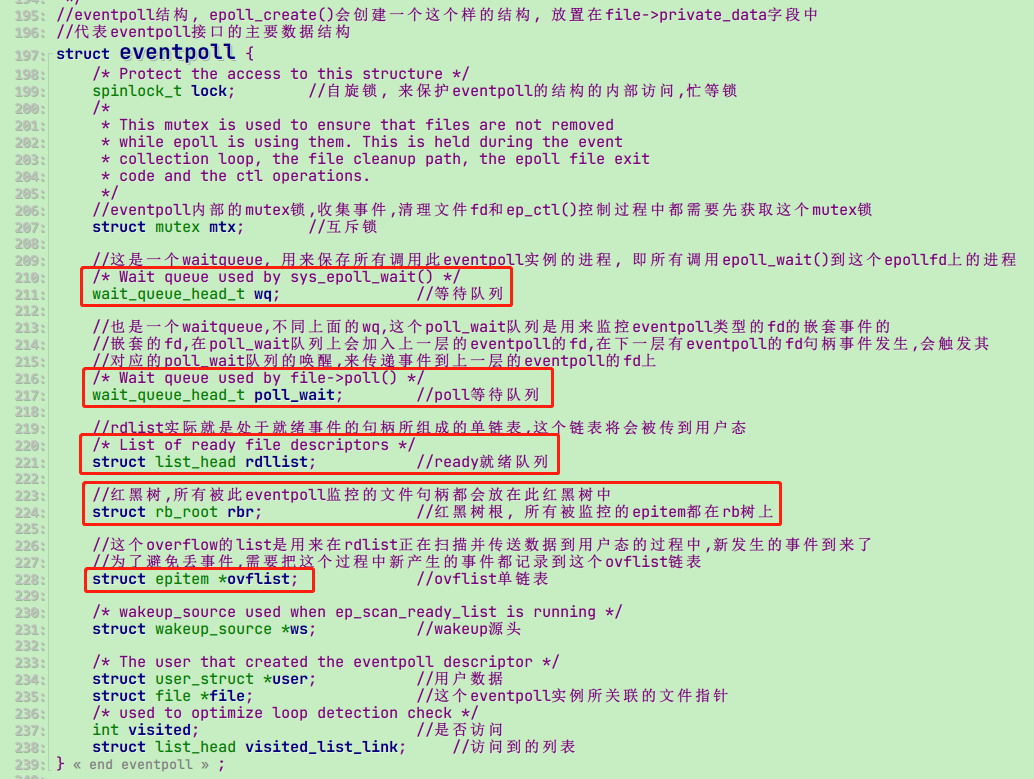 194: */
195: //eventpoll结构, epoll_create()会创建一个这个样的结构, 放置在file->private_data字段中
196: //代表eventpoll接口的主要数据结构
197: struct eventpoll {
198: /* Protect the access to this structure */
199: spinlock_t lock; //自旋锁, 来保护eventpoll的结构的内部访问,忙等锁
200: /*
201: * This mutex is used to ensure that files are not removed
202: * while epoll is using them. This is held during the event
203: * collection loop, the file cleanup path, the epoll file exit
204: * code and the ctl operations.
205: */
206: //eventpoll内部的mutex锁,收集事件,清理文件fd和ep_ctl()控制过程中都需要先获取这个mutex锁
207: struct mutex mtx; //互斥锁
208:
209: //这是一个waitqueue, 用来保存所有调用此eventpoll实例的进程, 即所有调用epoll_wait()到这个epollfd上的进程
210: /* Wait queue used by sys_epoll_wait() */
211: wait_queue_head_t wq; //等待队列
212:
213: //也是一个waitqueue,不同上面的wq,这个poll_wait队列是用来监控eventpoll类型的fd的嵌套事件的
214: //嵌套的fd,在poll_wait队列上会加入上一层的eventpoll的fd,在下一层有eventpoll的fd句柄事件发生,会触发其
215: //对应的poll_wait队列的唤醒,来传递事件到上一层的eventpoll的fd上
216: /* Wait queue used by file->poll() */
217: wait_queue_head_t poll_wait; //poll等待队列
218:
219: //rdlist实际就是处于就绪事件的句柄所组成的单链表,这个链表将会被传到用户态
220: /* List of ready file descriptors */
221: struct list_head rdllist; //ready就绪队列
222:
223: //红黑树,所有被此eventpoll监控的文件句柄都会放在此红黑树中
224: struct rb_root rbr; //红黑树根, 所有被监控的epitem都在rb树上
225:
226: //这个overflow的list是用来在rdlist正在扫描并传送数据到用户态的过程中,新发生的事件到来了
227: //为了避免丢事件,需要把这个过程中新产生的事件都记录到这个ovflist链表
228: struct epitem *ovflist; //ovflist单链表
229:
230: /* wakeup_source used when ep_scan_ready_list is running */
231: struct wakeup_source *ws; //wakeup源头
232:
233: /* The user that created the eventpoll descriptor */
234: struct user_struct *user; //用户数据
235: struct file *file; //这个eventpoll实例所关联的文件指针
236: /* used to optimize loop detection check */
237: int visited; //是否访问
238: struct list_head visited_list_link; //访问到的列表
239: } « end eventpoll » ;